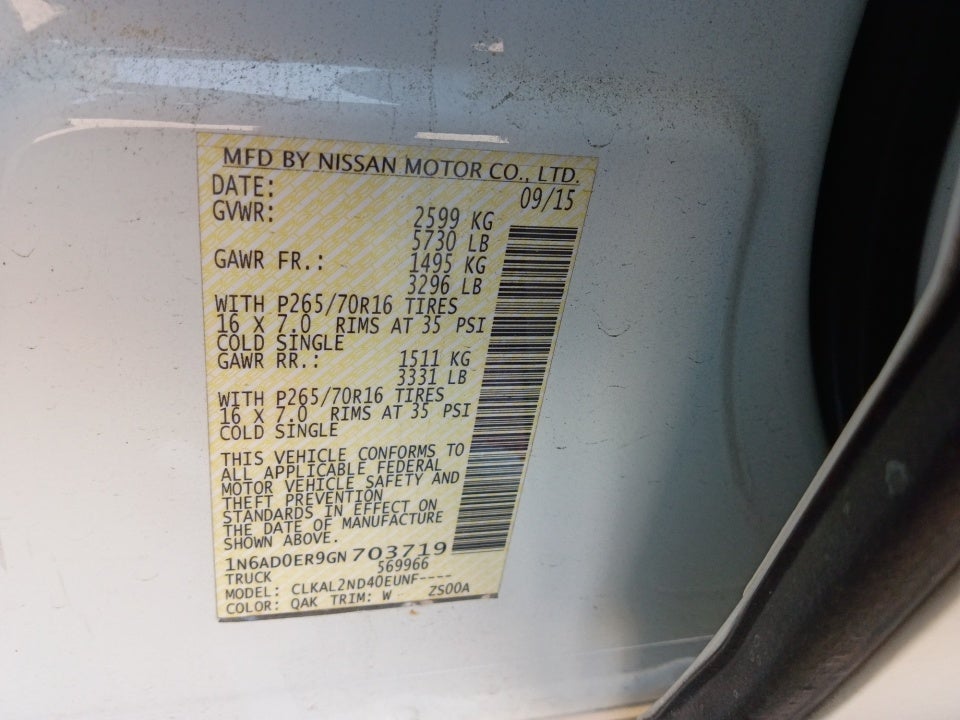 MFD BY NISSAN MOTOR CO., LTD.
DATE: 09/15
GVWR: 2599 KG
5730 LB
GAWR FR.: 1495 KG
3296 LB
WITH P265/70R16 TIRES
16 X 7.0 RIMS AT 35 PSI
COLD SINGLE
GAWR RR.: 1511 KG
3331 LB
WITH P265/70R16 TIRES
16 X 7.0 RIMS AT 35 PSI
COLD SINGLE
THIS VEHICLE CONFORMS TO
ALL APPLICABLE FEDERAL
MOTOR VEHICLE SAFETY AND
THEFT PREVENTION
STANDARDS IN EFFECT ON
THE DATE OF MANUFACTURE
SHOWN ABOVE.
1N6AD0ER9GN703719
TRUCK 569966
MODEL: CLKAL2ND40EUNF----
COLOR: QAK TRIM: W ZS00A